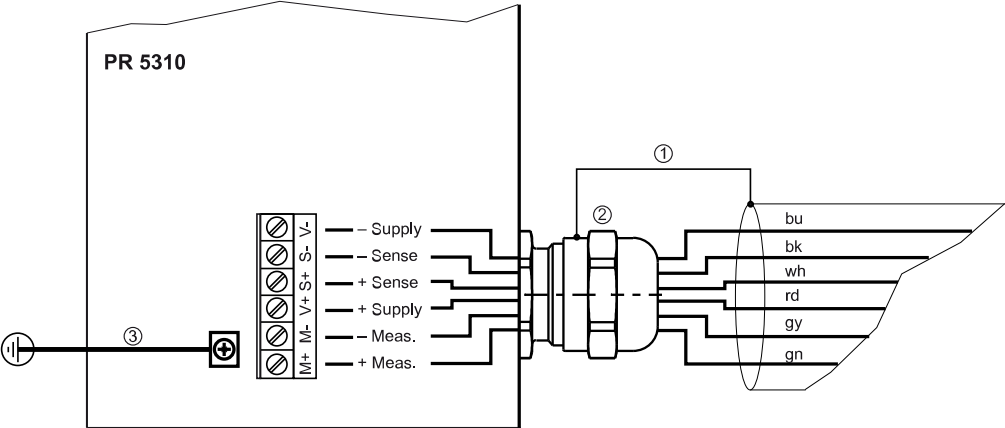 PR 5310
①
②
bu
V- – Supply
bk
S- – Sense
wh
S+ + Sense
rd
V+ + Supply
gy
③
M- – Meas.
gn
M+ + Meas.